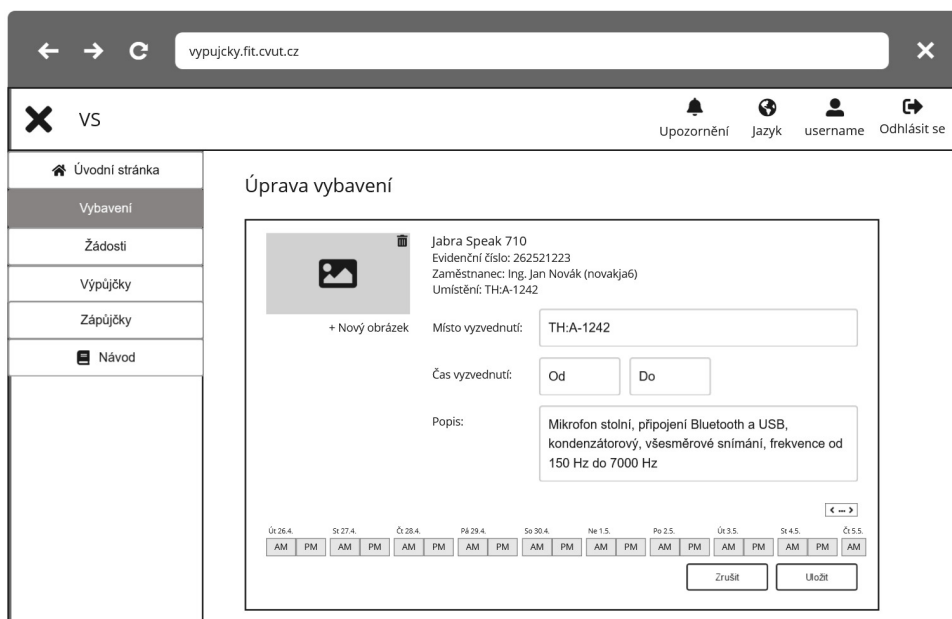 vypujcky.fit.cvut.cz
VS
Upozornění Jazyk username Odhlásit se
Úvodní stránka
Vybavení
Žádosti
Výpůjčky
Zápůjčky
Návod
Úprava vybavení
Jabra Speak 710
Evidenční číslo: 262521223
Zaměstnanec: Ing. Jan Novák (novakja6)
Umístění: TH:A-1242
+ Nový obrázek
Místo vyzvednutí: TH:A-1242
Čas vyzvednutí: Od Do
Popis: Mikrofon stolní, připojení Bluetooth a USB,
kondenzátorový, všesměrové snímání, frekvence od
150 Hz do 7000 Hz
Út 26.4. St 27.4. Čt 28.4. Pá 29.4. So 30.4. Ne 1.5. Po 2.5. Út 3.5. St 4.5. Čt 5.5.
AM PM AM PM AM PM AM PM AM PM AM PM AM PM AM PM AM PM AM
Zrušit Uložit